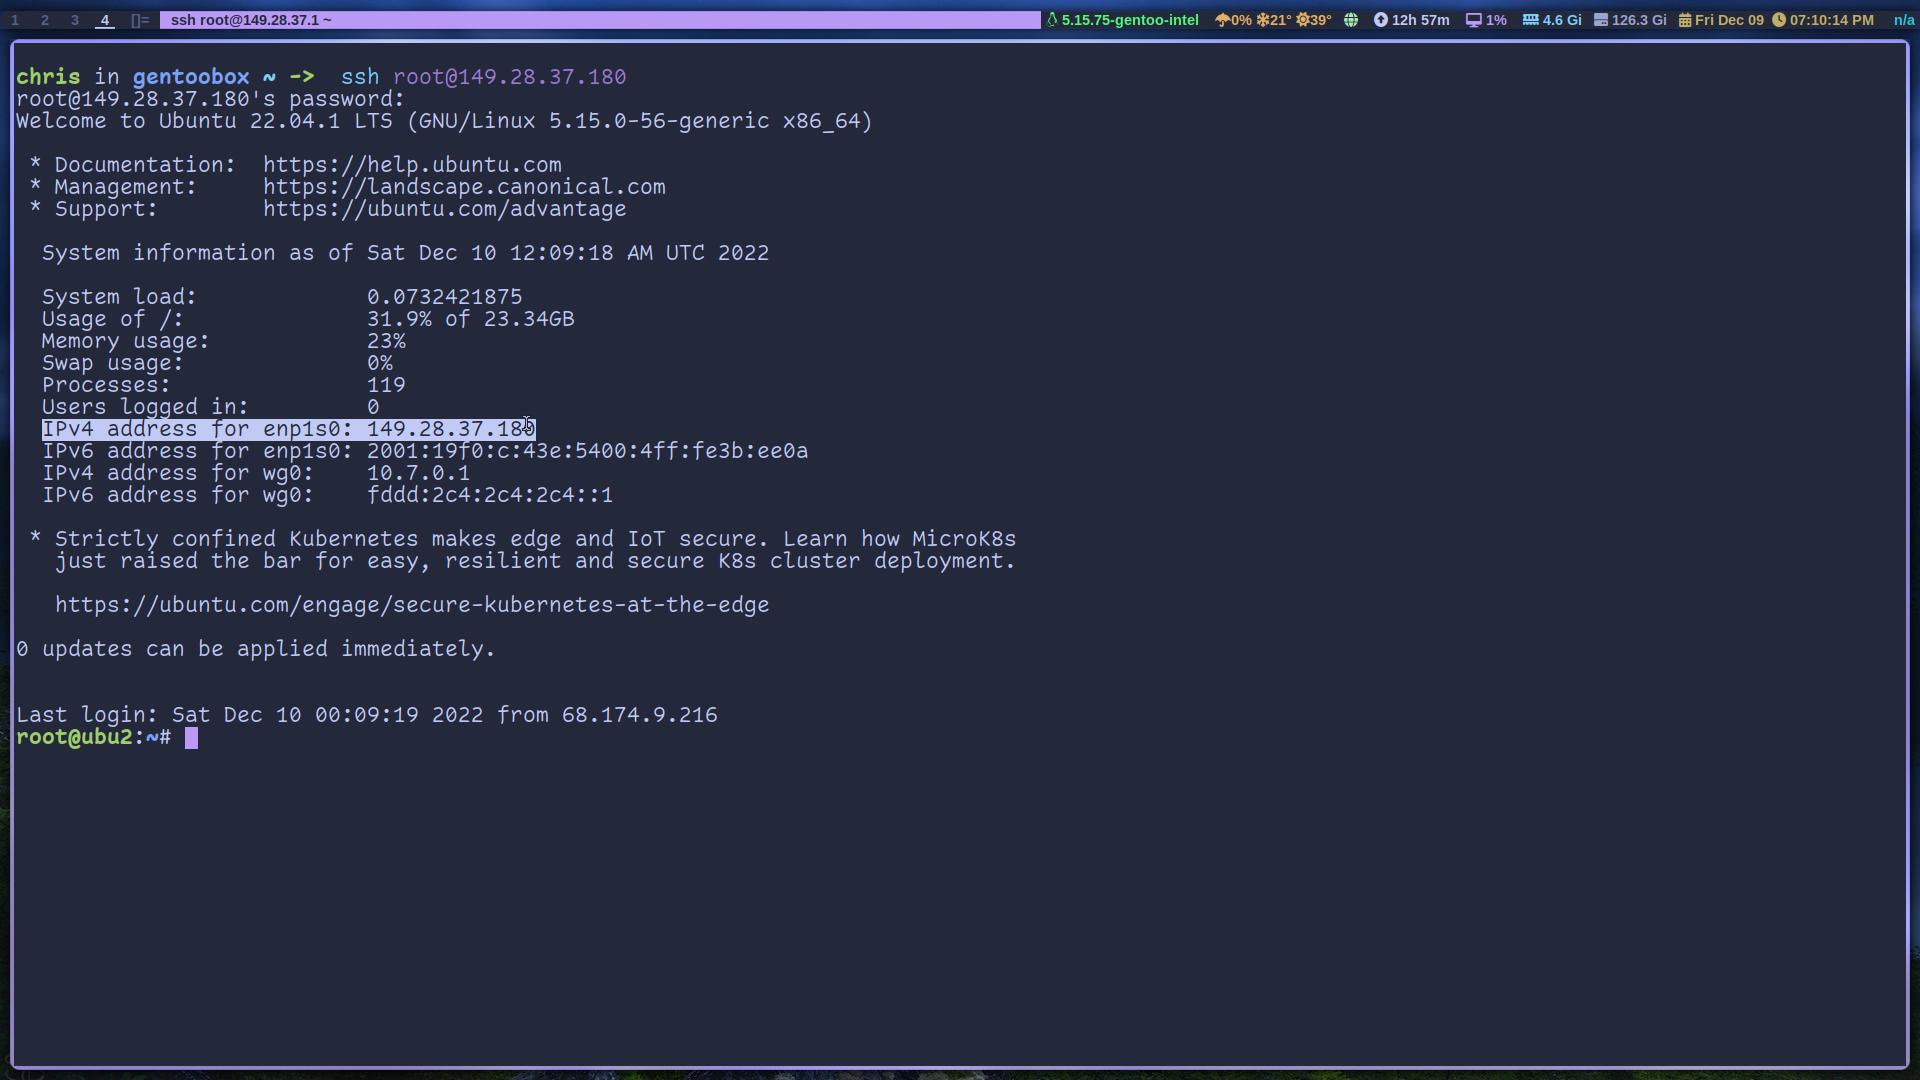 1 2 3 4 []= ssh root@149.28.37.1 ~ 5.15.75-gentoo-intel 0% 21° 39° 12h 57m 1% 4.6 Gi 126.3 Gi Fri Dec 09 07:10:14 PM n/a
chris in gentoobox ~ -> ssh root@149.28.37.180
root@149.28.37.180's password:
Welcome to Ubuntu 22.04.1 LTS (GNU/Linux 5.15.0-56-generic x86_64)
* Documentation: https://help.ubuntu.com
* Management: https://landscape.canonical.com
* Support: https://ubuntu.com/advantage
System information as of Sat Dec 10 12:09:18 AM UTC 2022
System load: 0.0732421875
Usage of /: 31.9% of 23.34GB
Memory usage: 23%
Swap usage: 0%
Processes: 119
Users logged in: 0
IPv4 address for enp1s0: 149.28.37.180
IPv6 address for enp1s0: 2001:19f0:c:43e:5400:4ff:fe3b:ee0a
IPv4 address for wg0: 10.7.0.1
IPv6 address for wg0: fddd:2c4:2c4:2c4::1
* Strictly confined Kubernetes makes edge and IoT secure. Learn how MicroK8s
just raised the bar for easy, resilient and secure K8s cluster deployment.
https://ubuntu.com/engage/secure-kubernetes-at-the-edge
0 updates can be applied immediately.
Last login: Sat Dec 10 00:09:19 2022 from 68.174.9.216
root@ubu2:~#